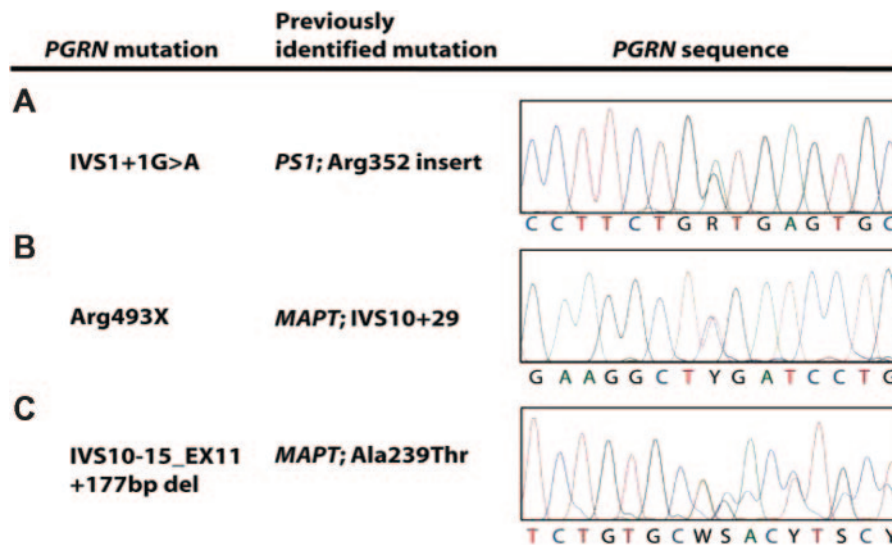 PGRN mutation
Previously
identified mutation
PGRN sequence
A
IVS1+1G>A
PS1; Arg352 insert
C C T T C T G R T G A G T G C
B
Arg493X
MAPT; IVS10+29
G A A G G C T Y G A T C C T G
C
IVS10-15_EX11
+177bp del
MAPT; Ala239Thr
T C T G T G C W S A C Y T S C Y